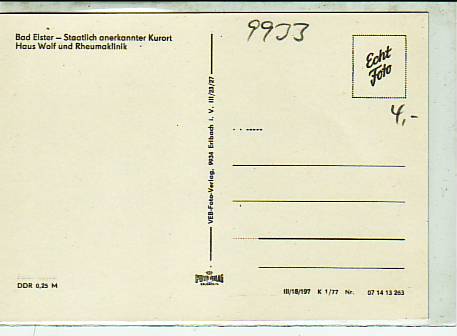 Bad Elster – Staatlich anerkannter Kurort
Haus Wolf und Rheumaklinik
9933
Echt
Foto
4,-
VEB-Foto-Verlag, 9934 Erlbach i. V. III/23/27
DDR 0,25 M
III/18/197 K 1/77 Nr. 07 14 13 263